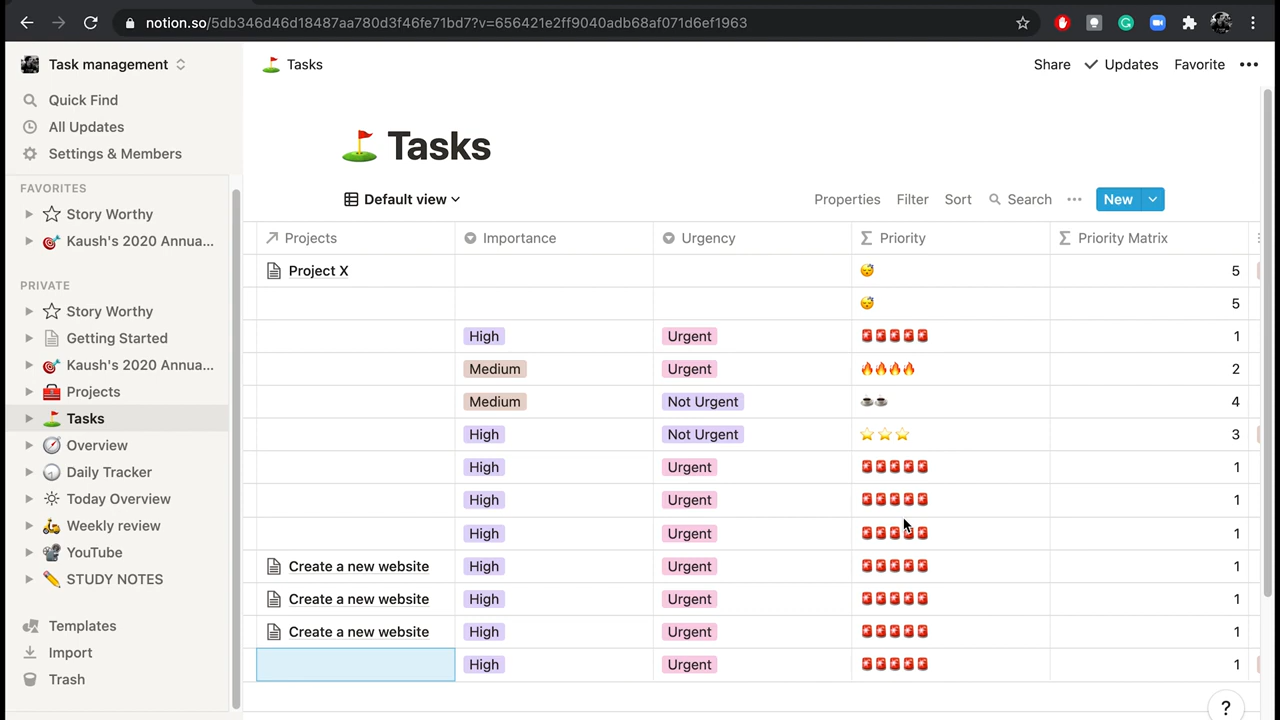 notion.so/5db346d46d18487aa780d3f46fe71bd7?v=656421e2ff9040adb68af071d6ef1963
Task management
Tasks
Share
Updates
Favorite
Quick Find
All Updates
Settings & Members
FAVORITES
Story Worthy
Kaush's 2020 Annua...
PRIVATE
Story Worthy
Getting Started
Kaush's 2020 Annua...
Projects
Tasks
Overview
Daily Tracker
Today Overview
Weekly review
YouTube
STUDY NOTES
Templates
Import
Trash
Tasks
Default view
Properties Filter Sort Search New
Projects Importance Urgency Priority Priority Matrix
Project X 5
5
High Urgent 1
Medium Urgent 2
Medium Not Urgent 4
High Not Urgent 3
High Urgent 1
High Urgent 1
High Urgent 1
Create a new website High Urgent 1
Create a new website High Urgent 1
Create a new website High Urgent 1
High Urgent 1
?